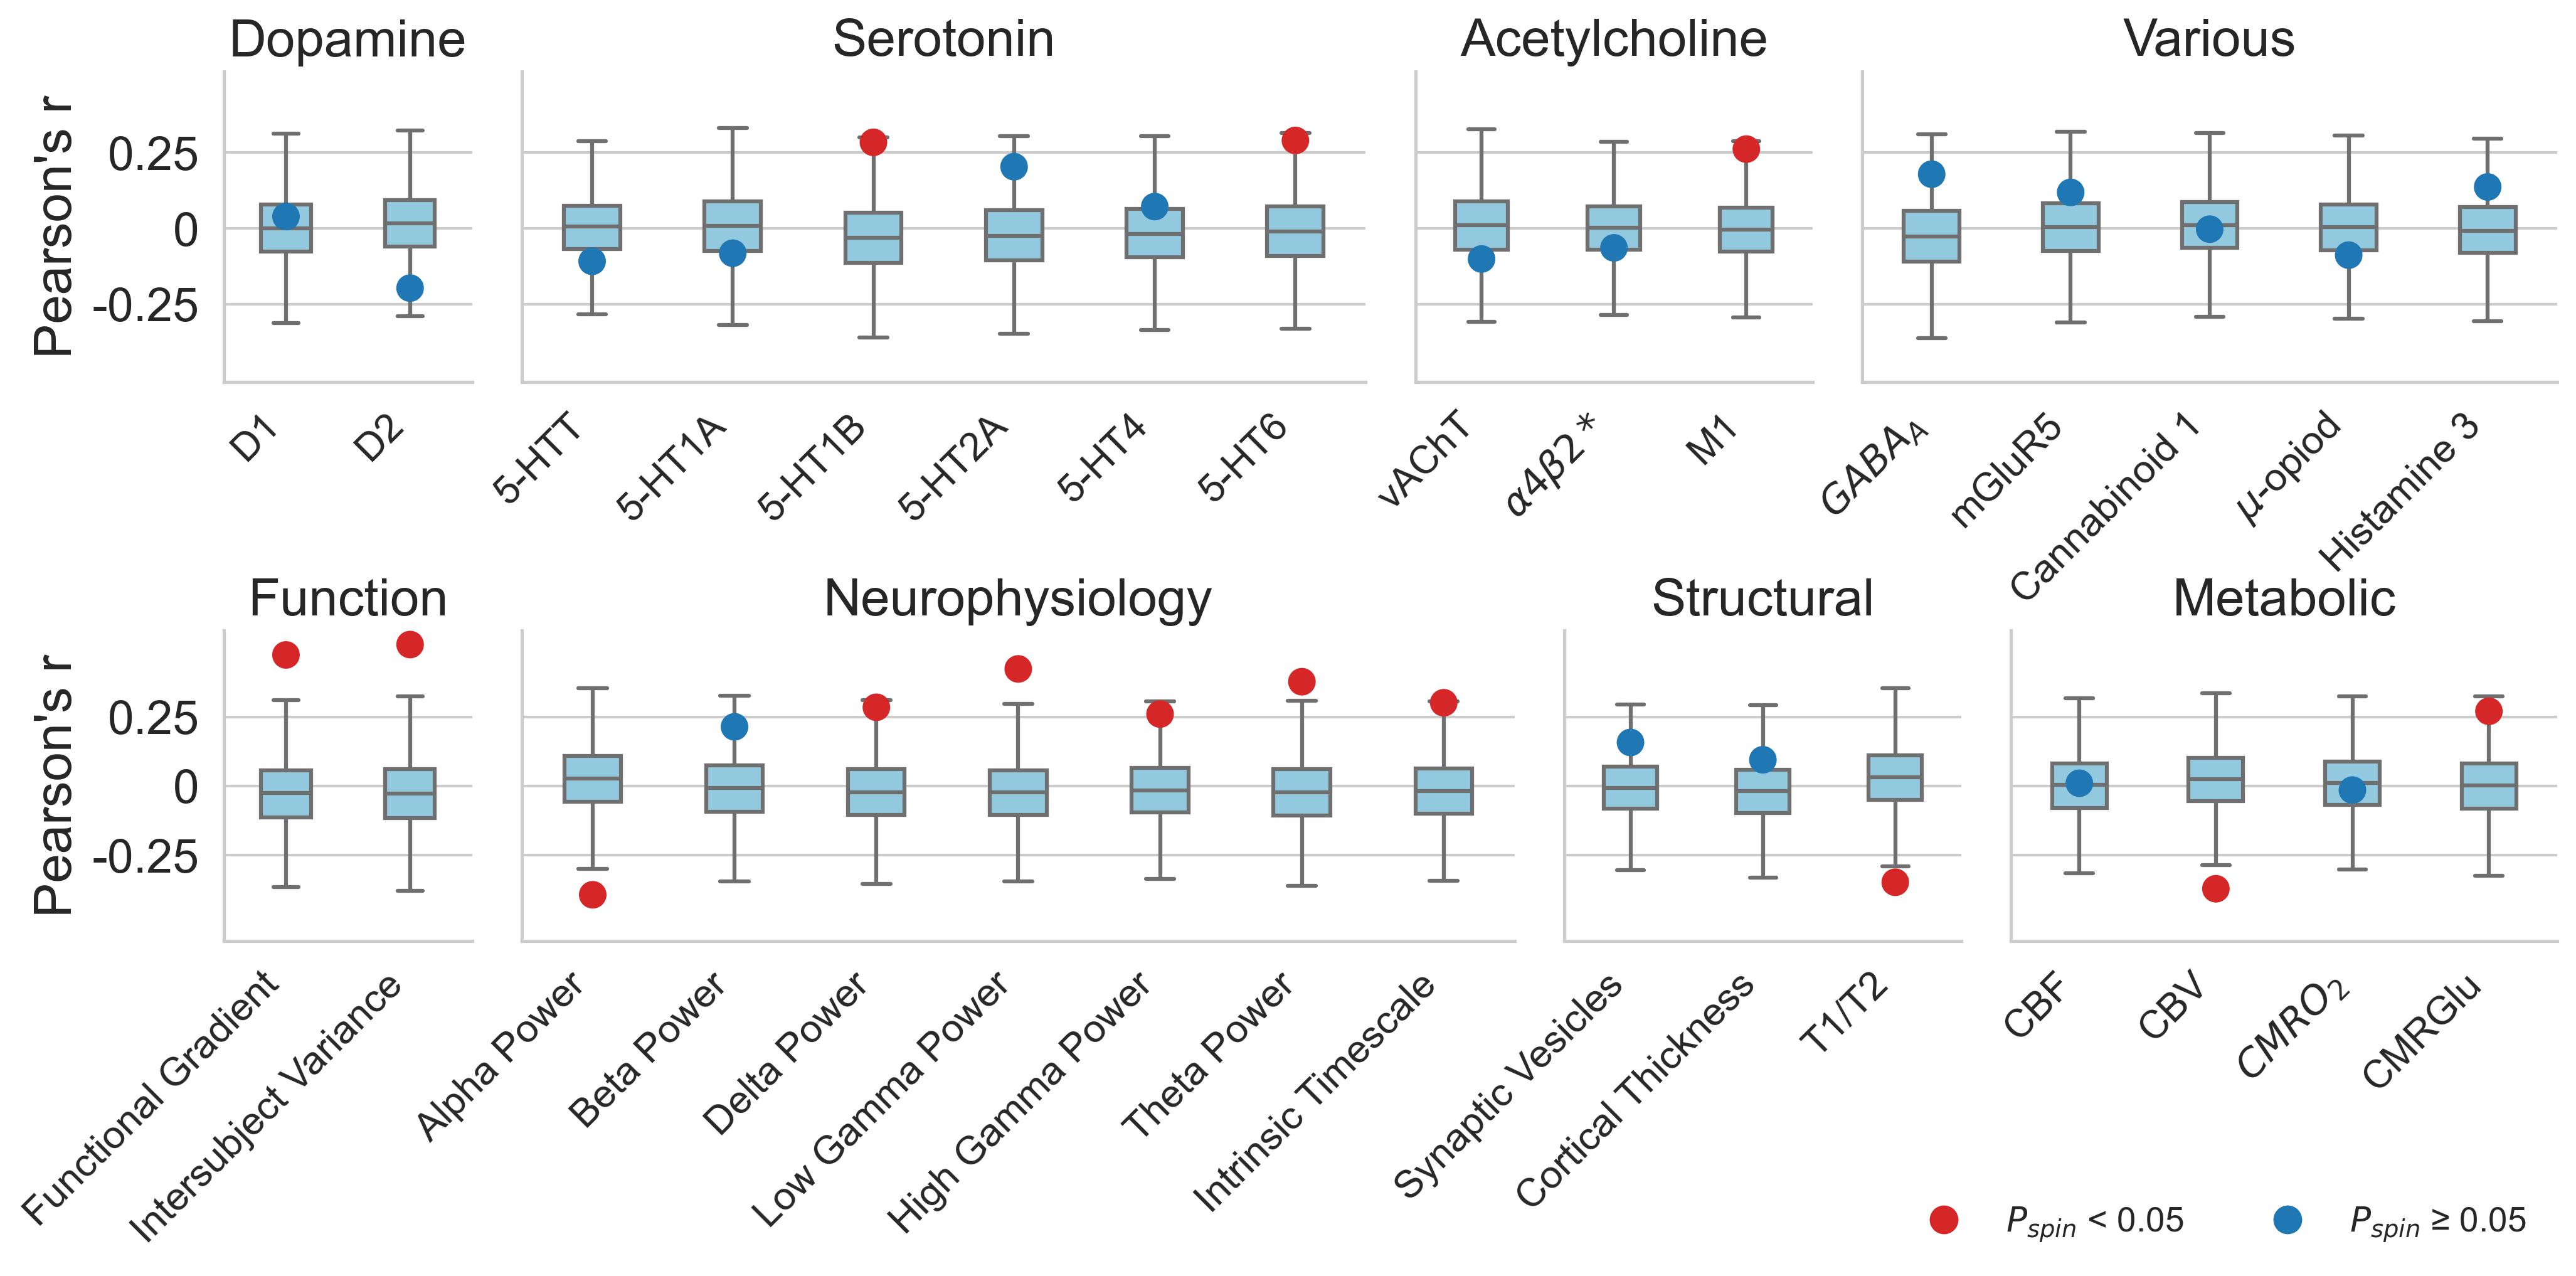 Dopamine Serotonin Acetylcholine Various
Pearson's r
0.25
0
-0.25
D1 D2 5-HTT 5-HT1A 5-HT1B 5-HT2A 5-HT4 5-HT6 vAChT α4β2* M1 GABA_A mGluR5 Cannabinoid 1 μ-opiod Histamine 3
Function Neurophysiology Structural Metabolic
Pearson's r
0.25
0
-0.25
Functional Gradient Intersubject Variance Alpha Power Beta Power Delta Power Low Gamma Power High Gamma Power Theta Power Intrinsic Timescale Synaptic Vesicles Cortical Thickness T1/T2 CBF CBV CMRO₂ CMRGlu
P_spin < 0.05 P_spin ≥ 0.05